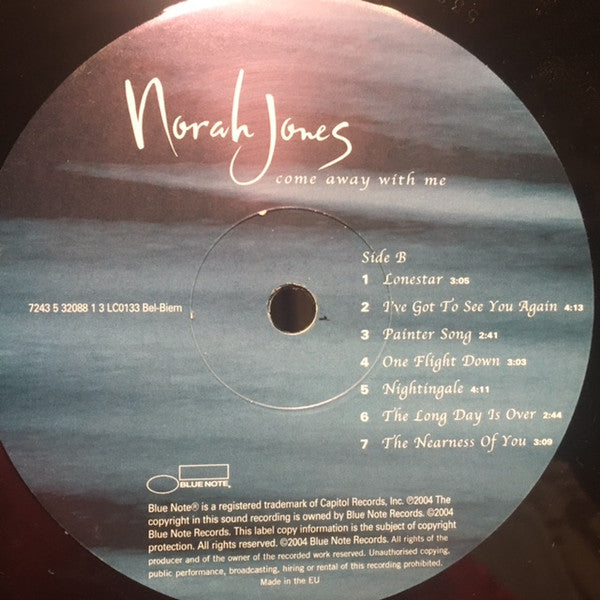 Norah Jones
come away with me
Side B
1 Lonestar 3:05
2 I've Got To See You Again 4:13
3 Painter Song 2:41
4 One Flight Down 3:03
5 Nightingale 4:11
6 The Long Day Is Over 2:44
7 The Nearness Of You 3:09
7243 5 32088 1 3 LC0133 Bel-Biem
BLUE NOTE
Blue Note® is a registered trademark of Capitol Records, Inc. ℗2004 The
copyright in this sound recording is owned by Blue Note Records. ©2004
Blue Note Records. This label copy information is the subject of copyright
protection. All rights reserved. ©2004 Blue Note Records. All rights of the
producer and of the owner of the recorded work reserved. Unauthorised copying,
public performance, broadcasting, hiring or rental of this recording prohibited.
Made in the EU